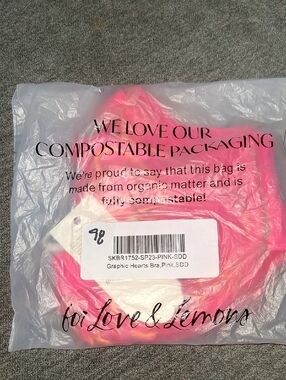 WE LOVE OUR
COMPOSTABLE PACKAGING
We're proud to say that this bag is
made from organic matter and is
fully compostable!
98
SKBR1752-SP23-PINK-SDD
Graphic Hearts Bra,Pink,SDD
for Love & Lemons